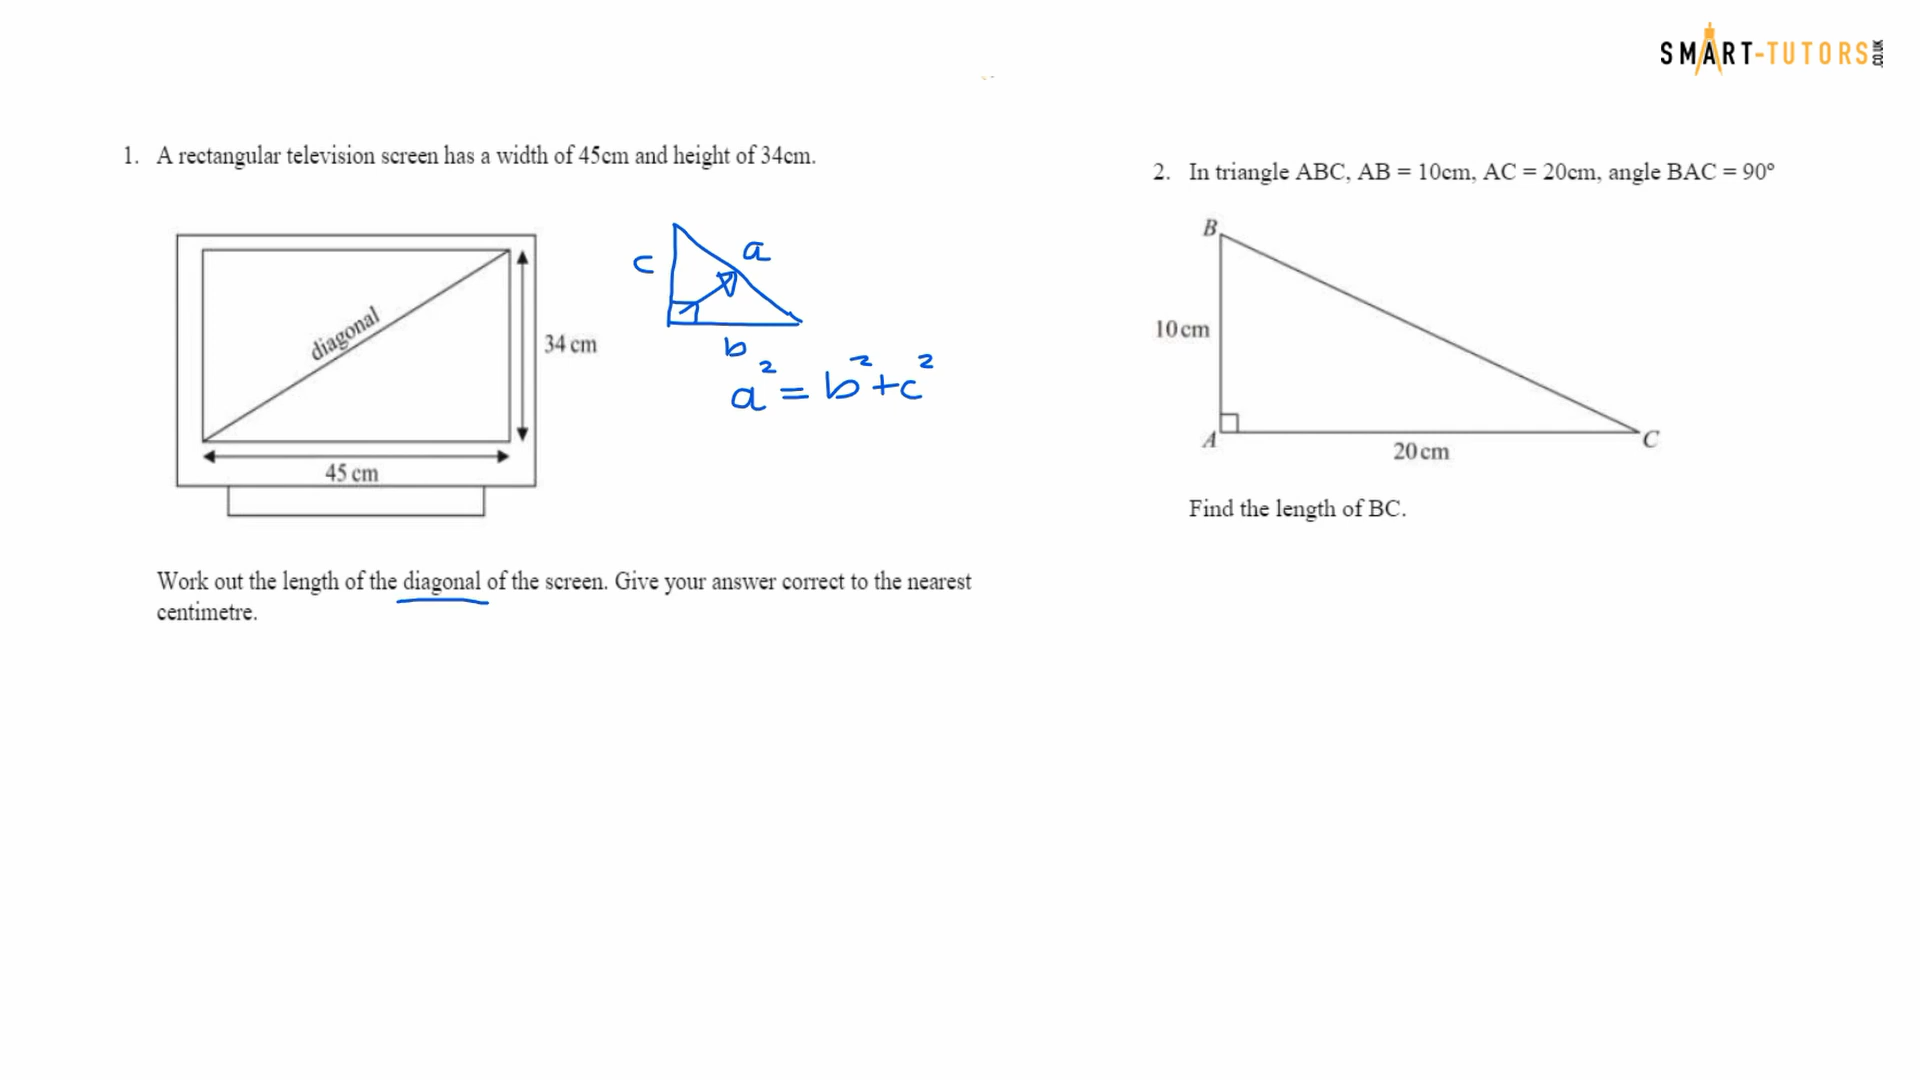 SMART-TUTORS.CO.UK
1. A rectangular television screen has a width of 45cm and height of 34cm.
diagonal
34 cm
45 cm
c
a
b
a² = b² + c²
Work out the length of the diagonal of the screen. Give your answer correct to the nearest
centimetre.
2. In triangle ABC, AB = 10cm, AC = 20cm, angle BAC = 90°
B
10 cm
A
C
20 cm
Find the length of BC.